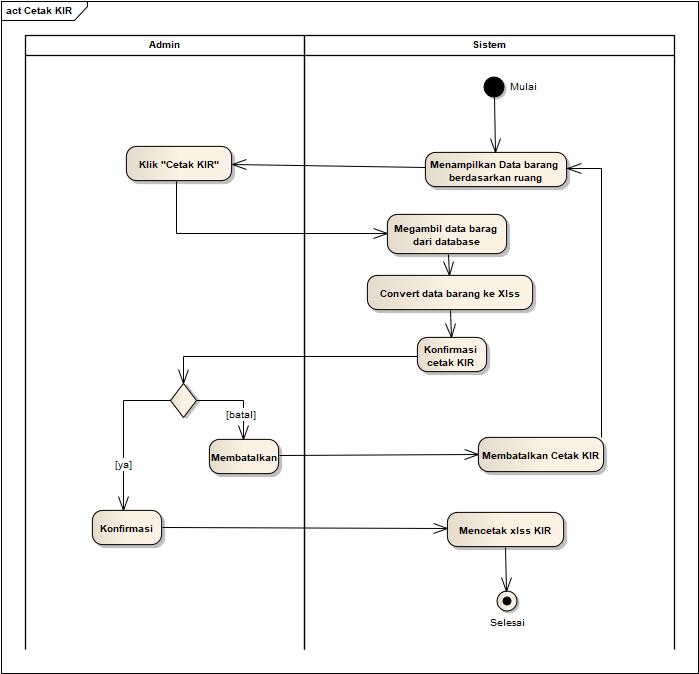 act Cetak KIR
Admin
Sistem
Mulai
Klik "Cetak KIR"
Menampilkan Data barang
berdasarkan ruang
Megambil data barag
dari database
Convert data barang ke Xlss
Konfirmasi
cetak KIR
[batal]
Membatalkan
Membatalkan Cetak KIR
[ya]
Konfirmasi
Mencetak xlss KIR
Selesai